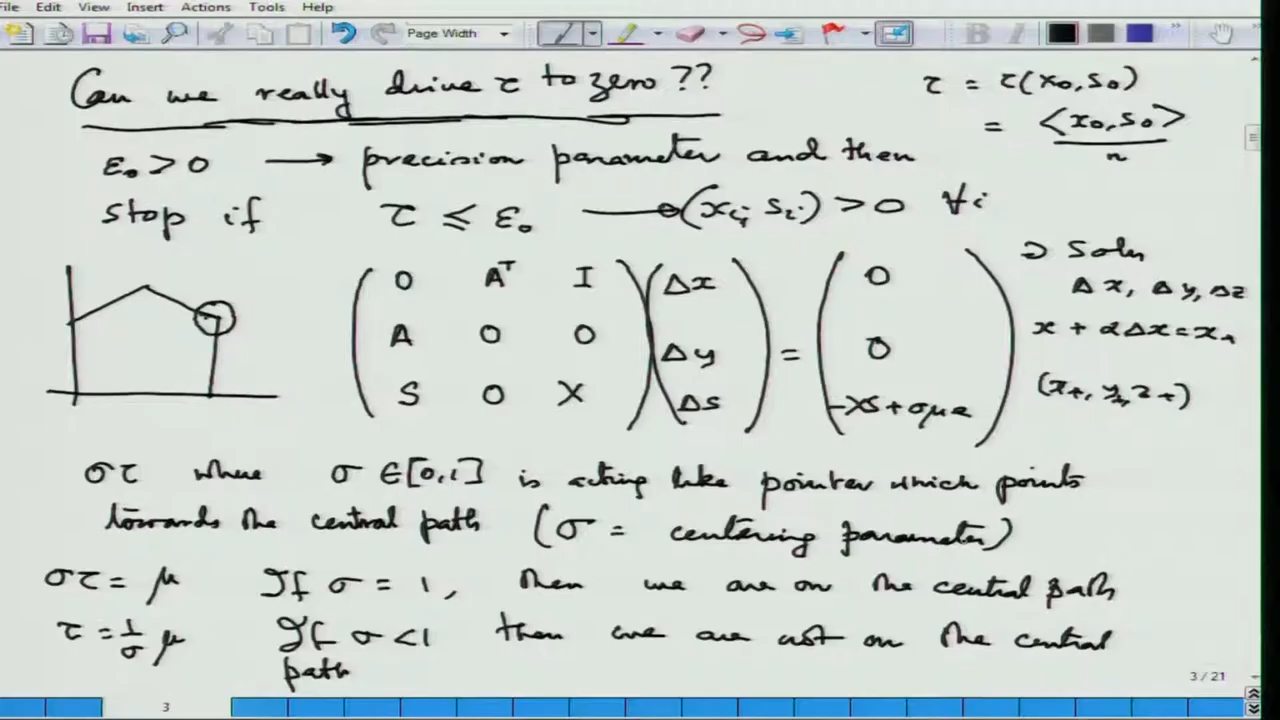 File Edit View Insert Actions Tools Help
Page Width
Can we really drive τ to zero??
τ = τ(x₀,s₀)
= <x₀,s₀> / n
ε₀ > 0 → precision parameter and then
stop if τ ≤ ε₀ → (xᵢ, sᵢ) > 0 ∀i
( 0 Aᵀ I ) ( Δx ) ( 0 )
( A 0 0 ) ( Δy ) = ( 0 )
( S 0 X ) ( Δs ) ( -XS + σμe )
∋ Soln
Δx, Δy, Δz
x + αΔx = x₊
(x₊, y₊, z₊)
στ where σ ∈ [0,1] is acting like pointer which points
towards the central path (σ = centering parameter)
στ = μ If σ = 1, then we are on the central path
τ = 1/σ μ If σ < 1 then we are not on the central
path
3 / 21
3